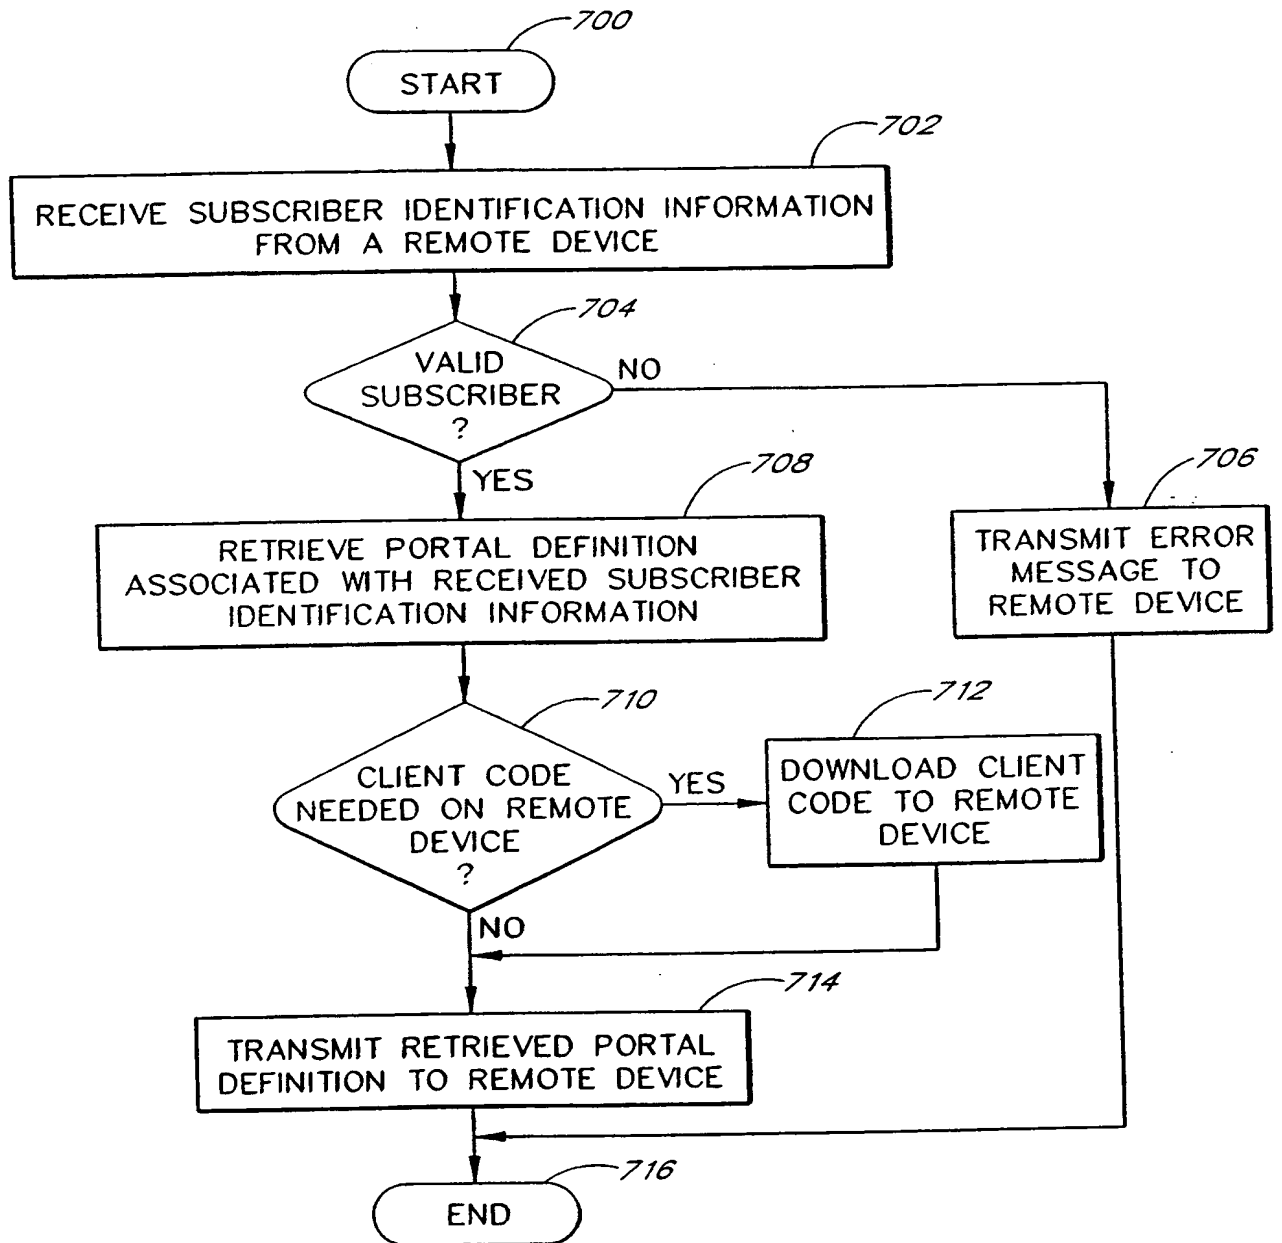 700
START
702
RECEIVE SUBSCRIBER IDENTIFICATION INFORMATION
FROM A REMOTE DEVICE
704
VALID
SUBSCRIBER
?
NO
YES
708
RETRIEVE PORTAL DEFINITION
ASSOCIATED WITH RECEIVED SUBSCRIBER
IDENTIFICATION INFORMATION
706
TRANSMIT ERROR
MESSAGE TO
REMOTE DEVICE
710
CLIENT CODE
NEEDED ON REMOTE
DEVICE
?
YES
712
DOWNLOAD CLIENT
CODE TO REMOTE
DEVICE
NO
714
TRANSMIT RETRIEVED PORTAL
DEFINITION TO REMOTE DEVICE
716
END